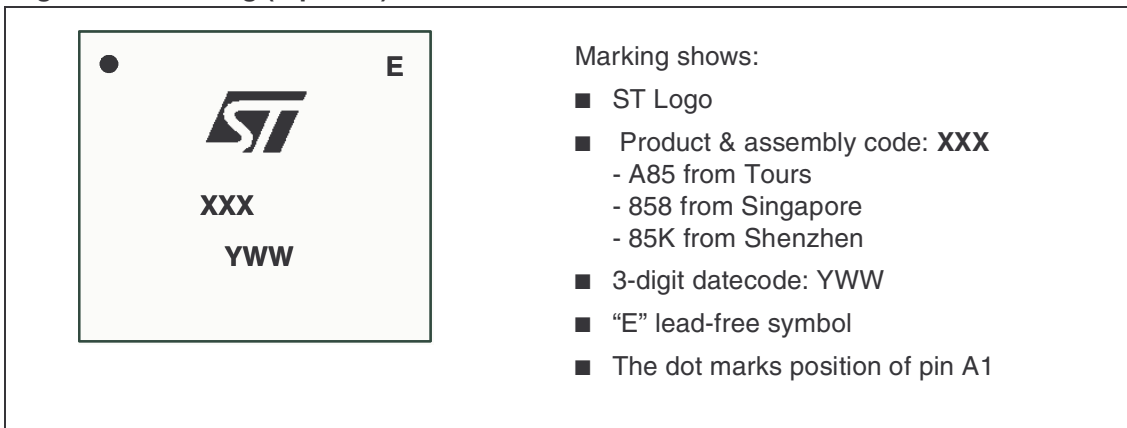 E
ST
XXX
YWW
Marking shows:
■ ST Logo
■ Product & assembly code: XXX
- A85 from Tours
- 858 from Singapore
- 85K from Shenzhen
■ 3-digit datecode: YWW
■ “E” lead-free symbol
■ The dot marks position of pin A1